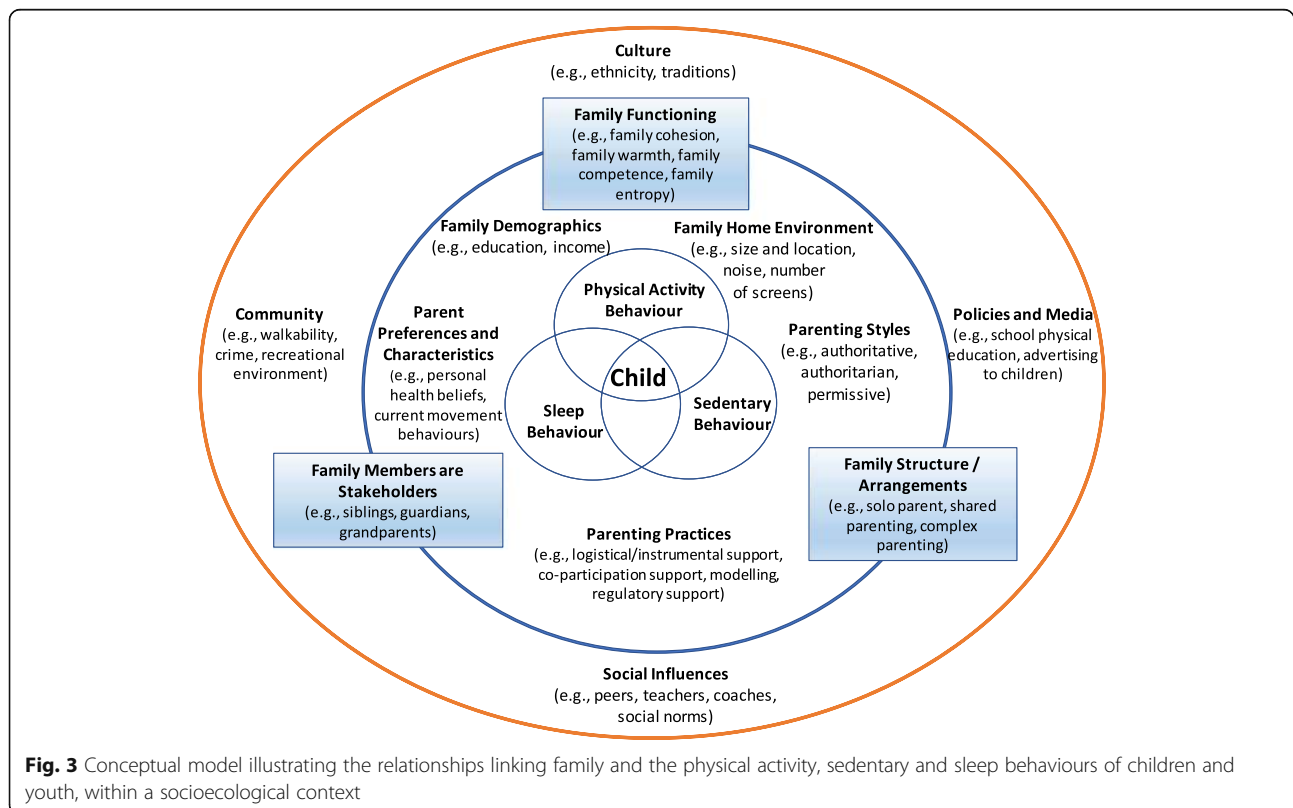 Culture
(e.g., ethnicity, traditions)
Family Functioning
(e.g., family cohesion,
family warmth, family
competence, family
entropy)
Family Demographics
(e.g., education, income)
Family Home Environment
(e.g., size and location,
noise, number
of screens)
Physical Activity
Behaviour
Community
(e.g., walkability,
crime, recreational
environment)
Parent
Preferences and
Characteristics
(e.g., personal
health beliefs,
current movement
behaviours)
Parenting Styles
(e.g., authoritative,
authoritarian,
permissive)
Policies and Media
(e.g., school physical
education, advertising
to children)
Child
Sleep
Behaviour
Sedentary
Behaviour
Family Members are
Stakeholders
(e.g., siblings, guardians,
grandparents)
Family Structure /
Arrangements
(e.g., solo parent, shared
parenting, complex
parenting)
Parenting Practices
(e.g., logistical/instrumental support,
co-participation support, modelling,
regulatory support)
Social Influences
(e.g., peers, teachers, coaches,
social norms)
Fig. 3 Conceptual model illustrating the relationships linking family and the physical activity, sedentary and sleep behaviours of children and
youth, within a socioecological context